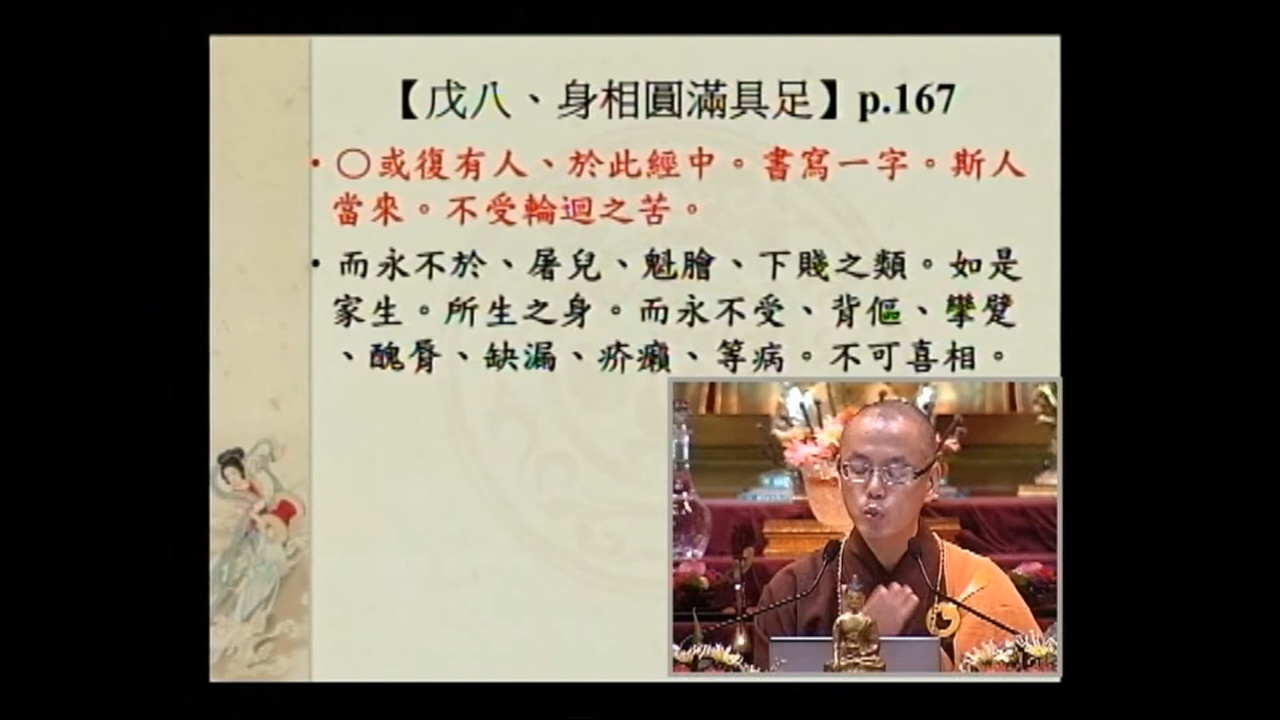 【戊八、身相圓滿具足】p.167
•〇或復有人、於此經中。書寫一字。斯人
當來。不受輪迴之苦。
•而永不於、屠兒、魁膾、下賤之類。如是
家生。所生之身。而永不受、背傴、攣躄
、醜脣、缺漏、疥癩、等病。不可喜相。